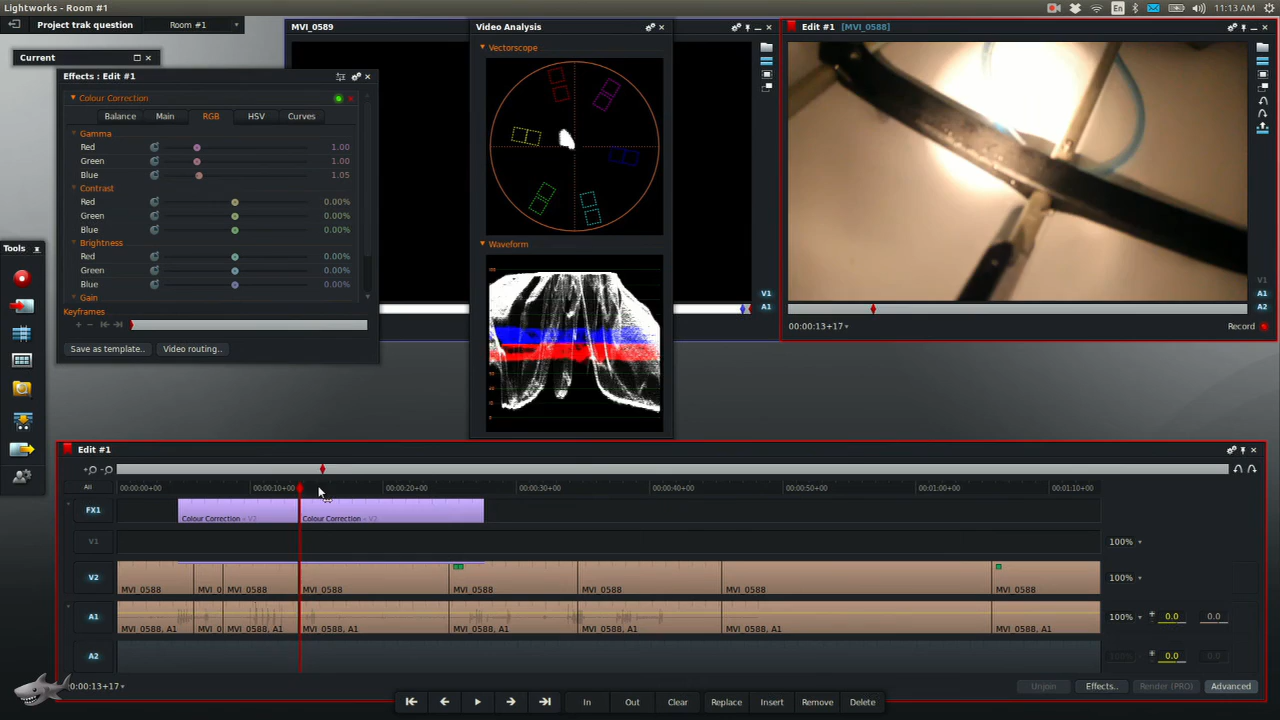 Lightworks - Room #1
En
11:13 AM
Project trak question
Room #1
MVI_0589
Video Analysis
Edit #1 [MVI_0588]
Current
Effects : Edit #1
Vectorscope
Colour Correction
Balance Main RGB HSV Curves
Gamma
Red 1.00
Green 1.00
Blue 1.05
Contrast
Red 0.00%
Green 0.00%
Blue 0.00%
Brightness
Red 0.00%
Green 0.00%
Blue 0.00%
Gain
Keyframes
Save as template..
Video routing..
Tools
Waveform
V1
A1
V1
A1
A2
00:00:13+17
Record
Edit #1
All
00:00:00+00 00:00:10+00 00:00:20+00 00:00:30+00 00:00:40+00 00:00:50+00 00:01:00+00 00:01:10+00
FX1
Colour Correction - V2
Colour Correction - V2
V1
100%
V2
MVI_0588 MVI_0 MVI_0588 MVI_0588 MVI_0588 MVI_0588 MVI_0588 MVI_0588
100%
A1
MVI_0588, A1 MVI_0 MVI_0588, A1 MVI_0588, A1 MVI_0588, A1 MVI_0588, A1 MVI_0588, A1 MVI_0588, A1
100% 0.0 0.0
A2
100% 0.0 0.0
0:00:13+17
Unjoin
Effects..
Render (PRO)
Advanced
In Out Clear Replace Insert Remove Delete